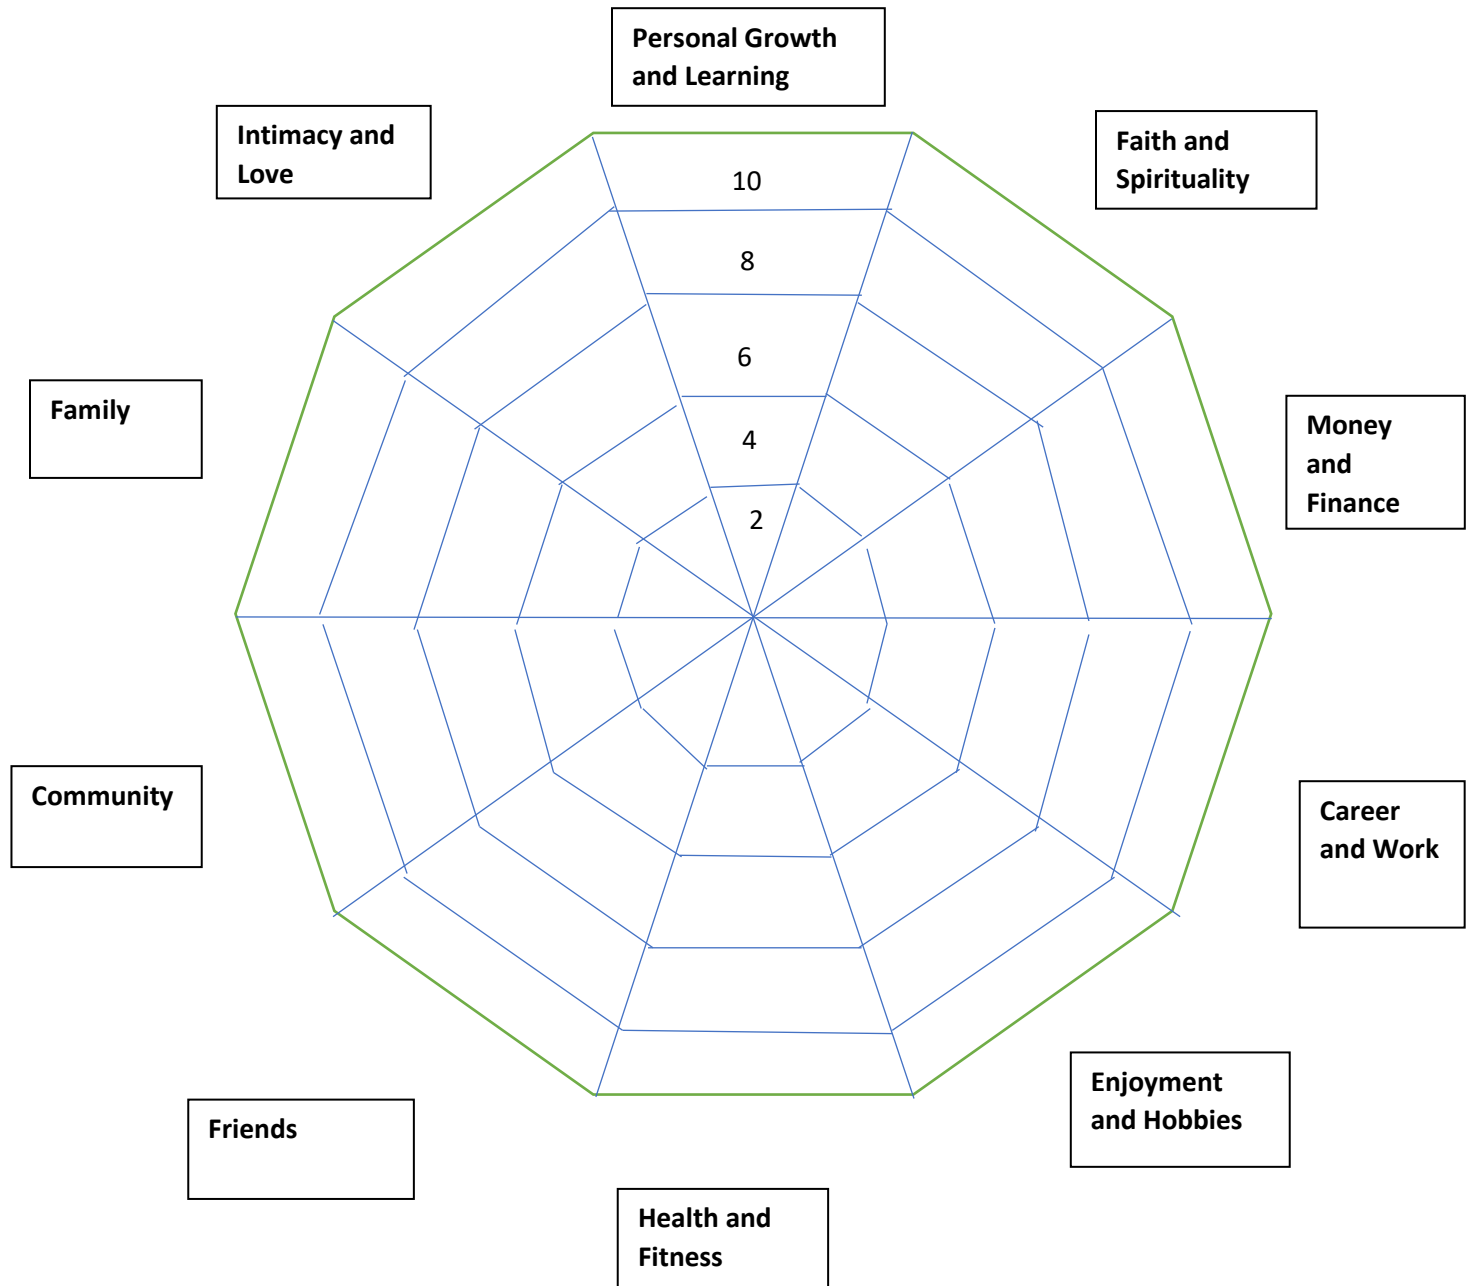 Personal Growth
and Learning
Intimacy and
Love
Faith and
Spirituality
10
8
6
4
2
Family
Money
and
Finance
Community
Career
and Work
Enjoyment
and Hobbies
Friends
Health and
Fitness